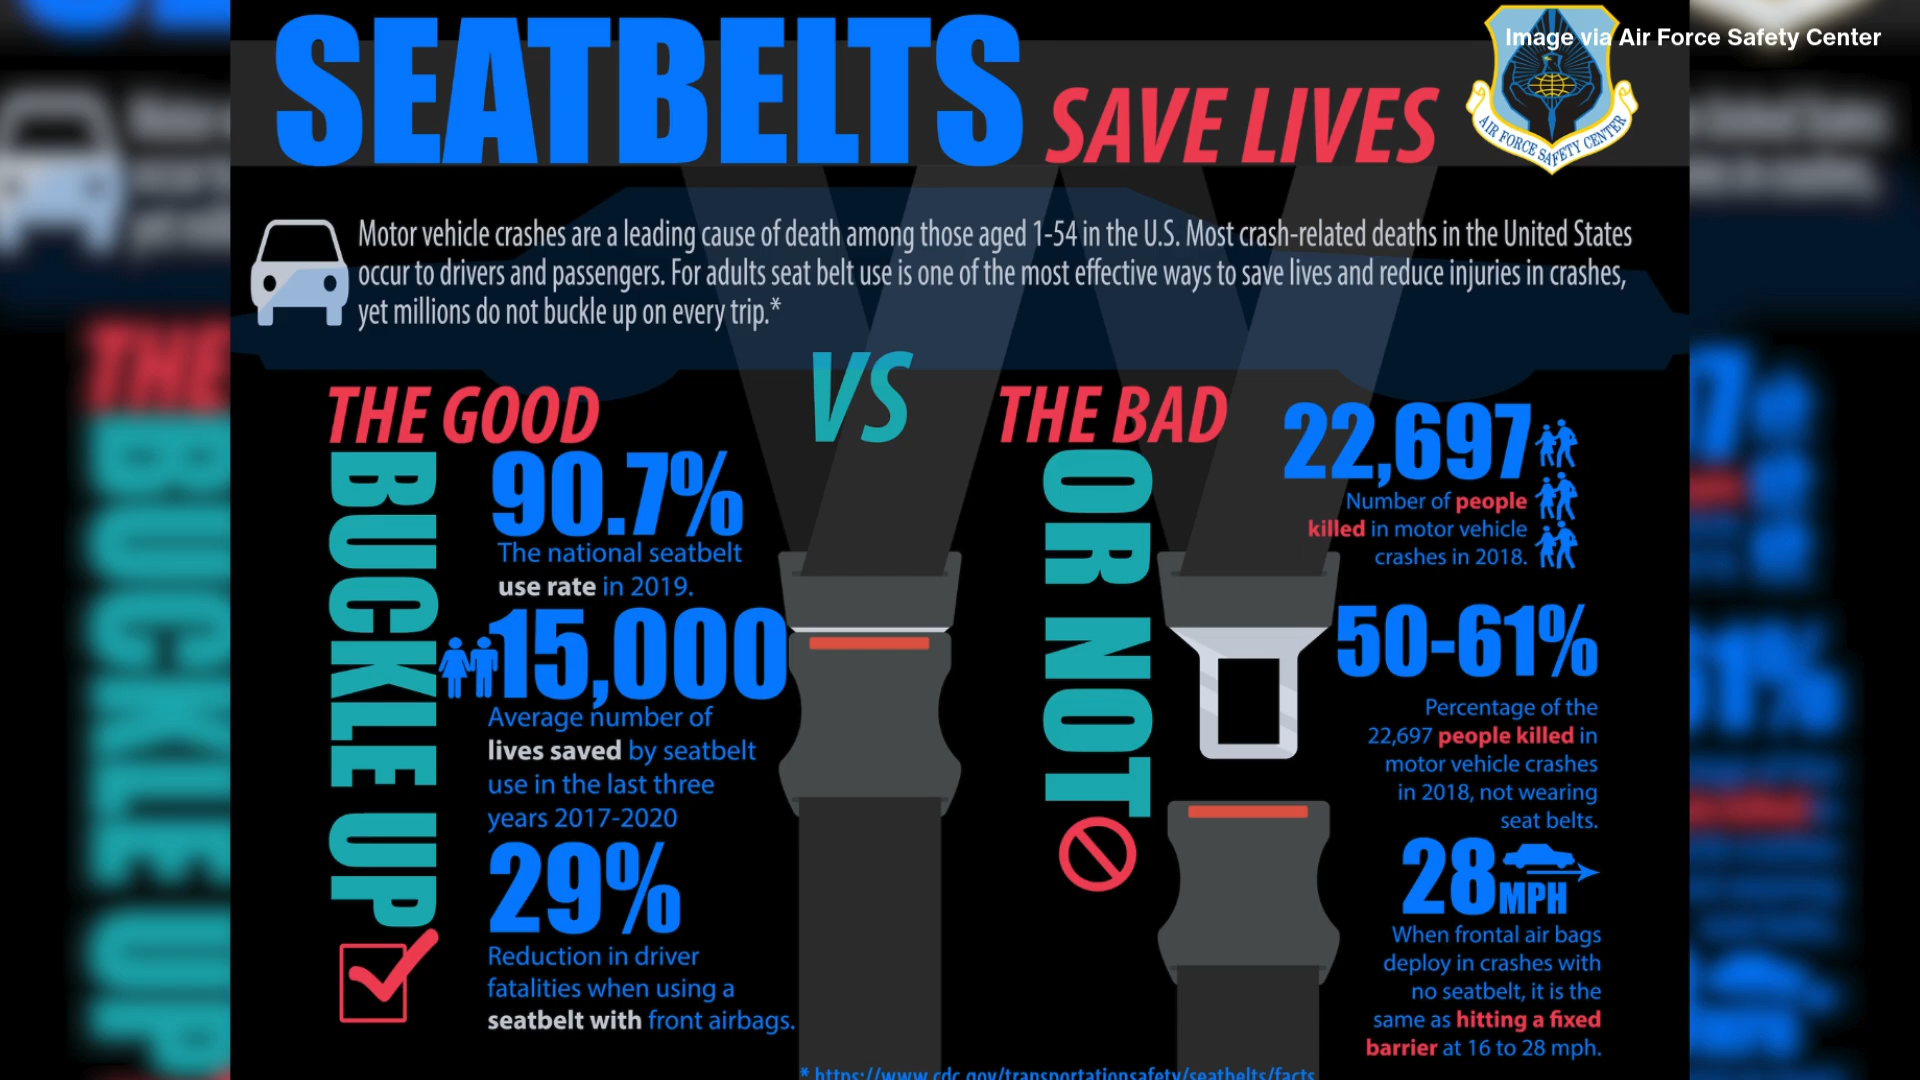 SEATBELTS SAVE LIVES
Image via Air Force Safety Center
AIR FORCE SAFETY CENTER
Motor vehicle crashes are a leading cause of death among those aged 1-54 in the U.S. Most crash-related deaths in the United States
occur to drivers and passengers. For adults seat belt use is one of the most effective ways to save lives and reduce injuries in crashes,
yet millions do not buckle up on every trip.*
VS
THE GOOD
BUCKLE UP
90.7%
The national seatbelt
use rate in 2019.
15,000
Average number of
lives saved by seatbelt
use in the last three
years 2017-2020
29%
Reduction in driver
fatalities when using a
seatbelt with front airbags.
THE BAD
OR NOT
22,697
Number of people
killed in motor vehicle
crashes in 2018.
50-61%
Percentage of the
22,697 people killed in
motor vehicle crashes
in 2018, not wearing
seat belts.
28 MPH
When frontal air bags
deploy in crashes with
no seatbelt, it is the
same as hitting a fixed
barrier at 16 to 28 mph.
* https://www.cdc.gov/transportationsafety/seatbelts/facts
THE
BUCKLE UP